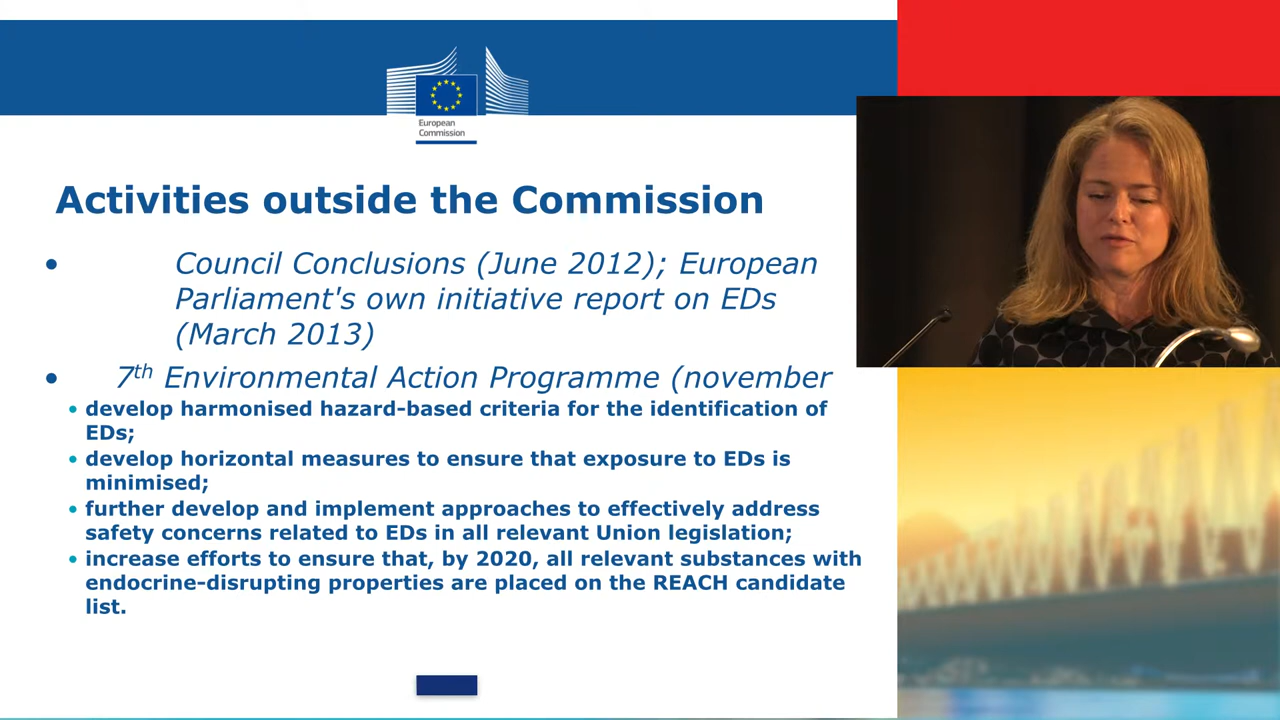 European
Commission
Activities outside the Commission
• Council Conclusions (June 2012); European
Parliament's own initiative report on EDs
(March 2013)
• 7th Environmental Action Programme (november
• develop harmonised hazard-based criteria for the identification of
EDs;
• develop horizontal measures to ensure that exposure to EDs is
minimised;
• further develop and implement approaches to effectively address
safety concerns related to EDs in all relevant Union legislation;
• increase efforts to ensure that, by 2020, all relevant substances with
endocrine-disrupting properties are placed on the REACH candidate
list.